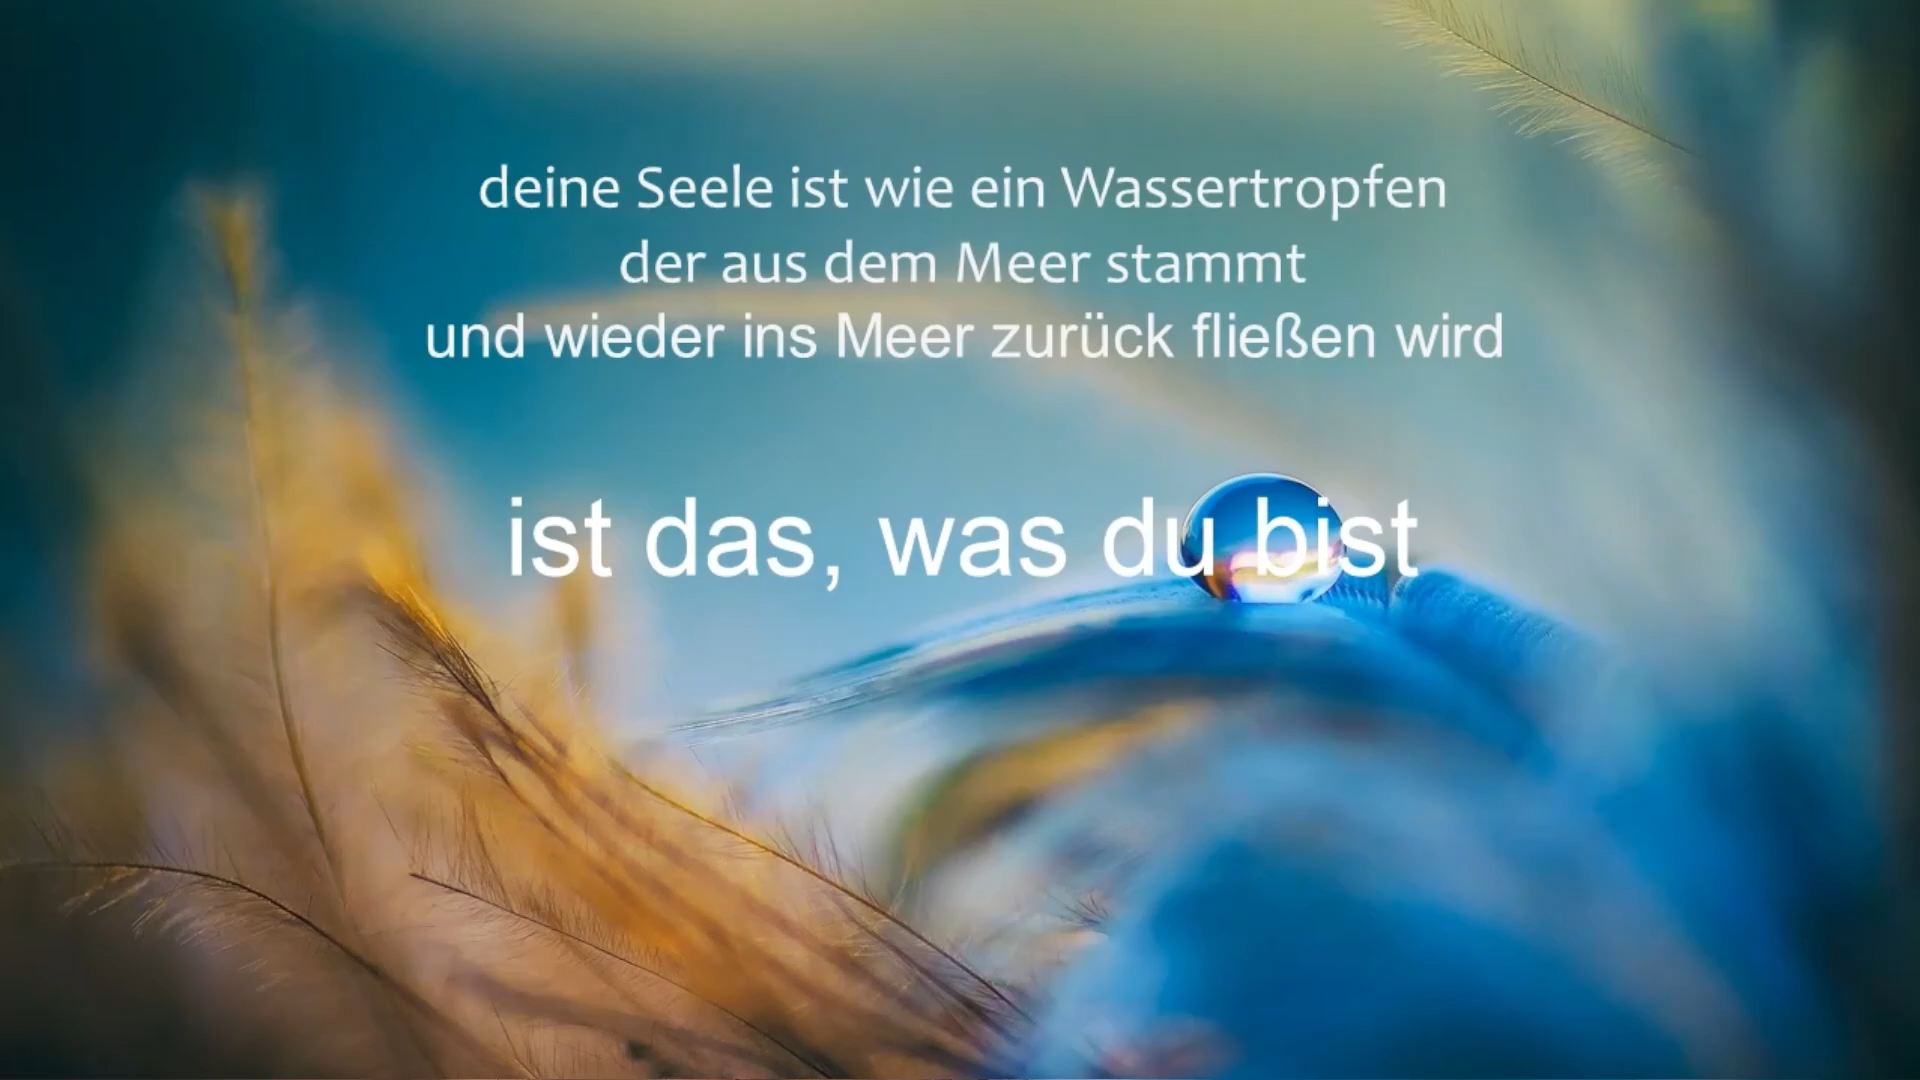 deine Seele ist wie ein Wassertropfen
der aus dem Meer stammt
und wieder ins Meer zurück fließen wird
ist das, was du bist